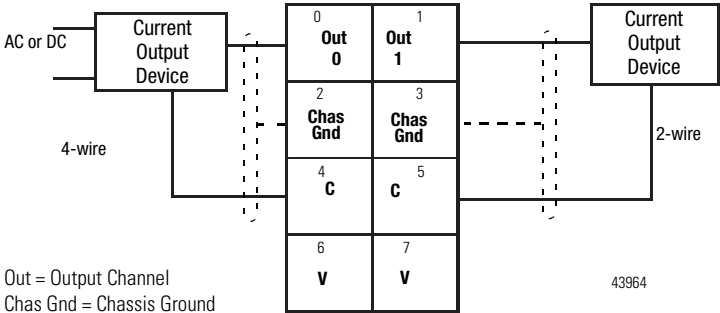 AC or DC
Current
Output
Device
0
Out
0
1
Out
1
Current
Output
Device
2
Chas
Gnd
3
Chas
Gnd
4-wire
2-wire
4
C
5
C
6
V
7
V
Out = Output Channel
Chas Gnd = Chassis Ground
43964